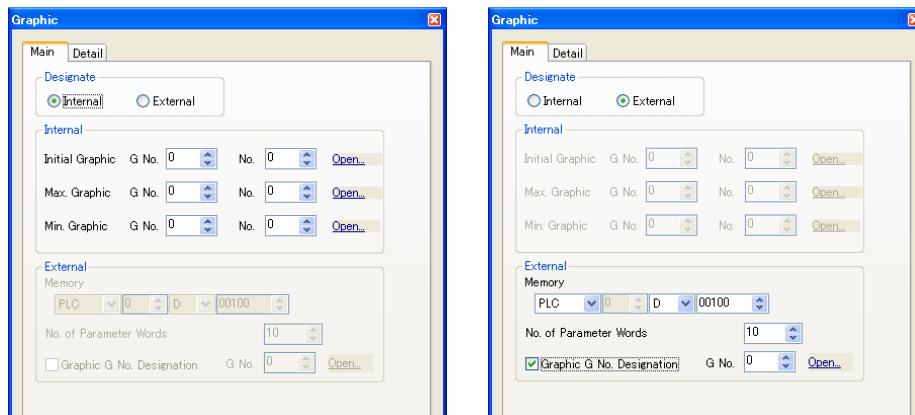 Graphic
Main Detail
Designate
Internal External
Internal
Initial Graphic G No. 0 No. 0 Open...
Max. Graphic G No. 0 No. 0 Open...
Min. Graphic G No. 0 No. 0 Open...
External
Memory
PLC 0 D 00100
No. of Parameter Words 10
Graphic G No. Designation G No. 0 Open...
Graphic
Main Detail
Designate
Internal External
Internal
Initial Graphic G No. 0 No. 0 Open...
Max. Graphic G No. 0 No. 0 Open...
Min. Graphic G No. 0 No. 0 Open...
External
Memory
PLC 0 D 00100
No. of Parameter Words 10
Graphic G No. Designation G No. 0 Open...